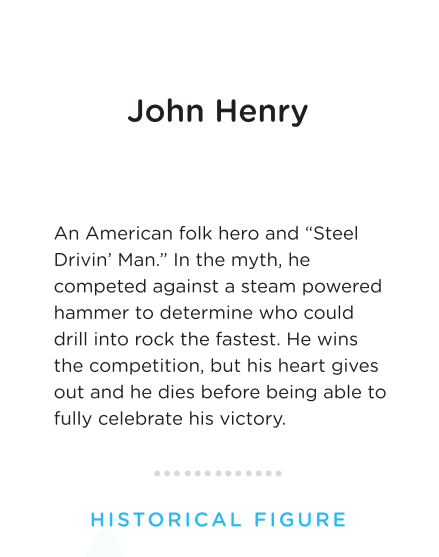 John Henry
An American folk hero and “Steel
Drivin’ Man.” In the myth, he
competed against a steam powered
hammer to determine who could
drill into rock the fastest. He wins
the competition, but his heart gives
out and he dies before being able to
fully celebrate his victory.
HISTORICAL FIGURE